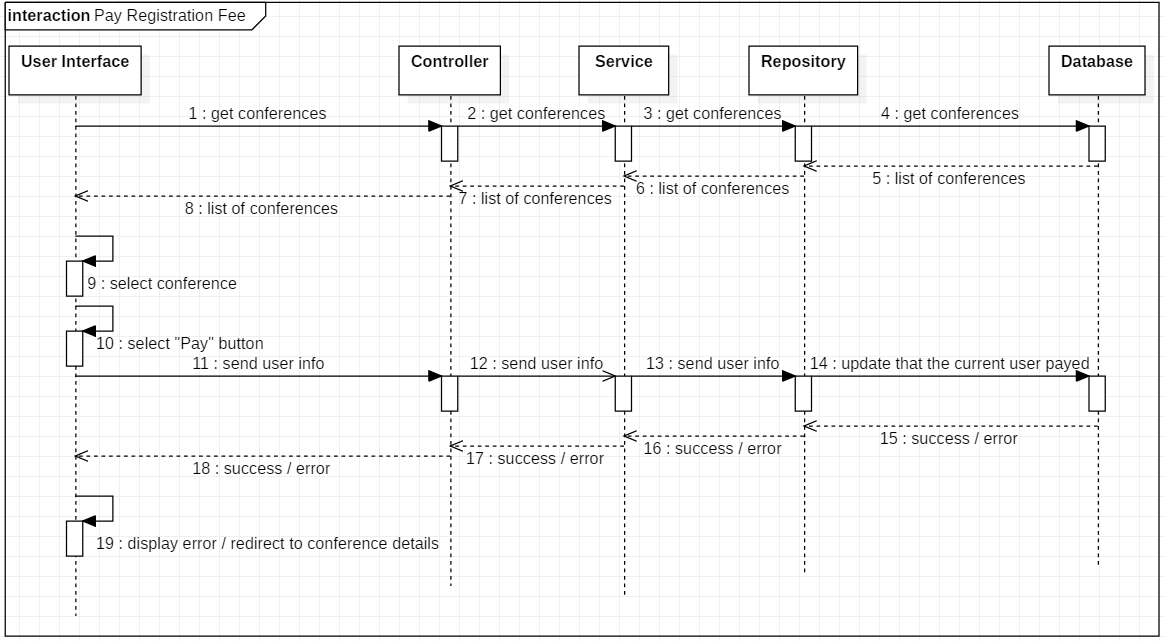 interaction Pay Registration Fee
User Interface
Controller
Service
Repository
Database
1 : get conferences
2 : get conferences
3 : get conferences
4 : get conferences
5 : list of conferences
6 : list of conferences
7 : list of conferences
8 : list of conferences
9 : select conference
10 : select "Pay" button
11 : send user info
12 : send user info
13 : send user info
14 : update that the current user payed
15 : success / error
16 : success / error
17 : success / error
18 : success / error
19 : display error / redirect to conference details